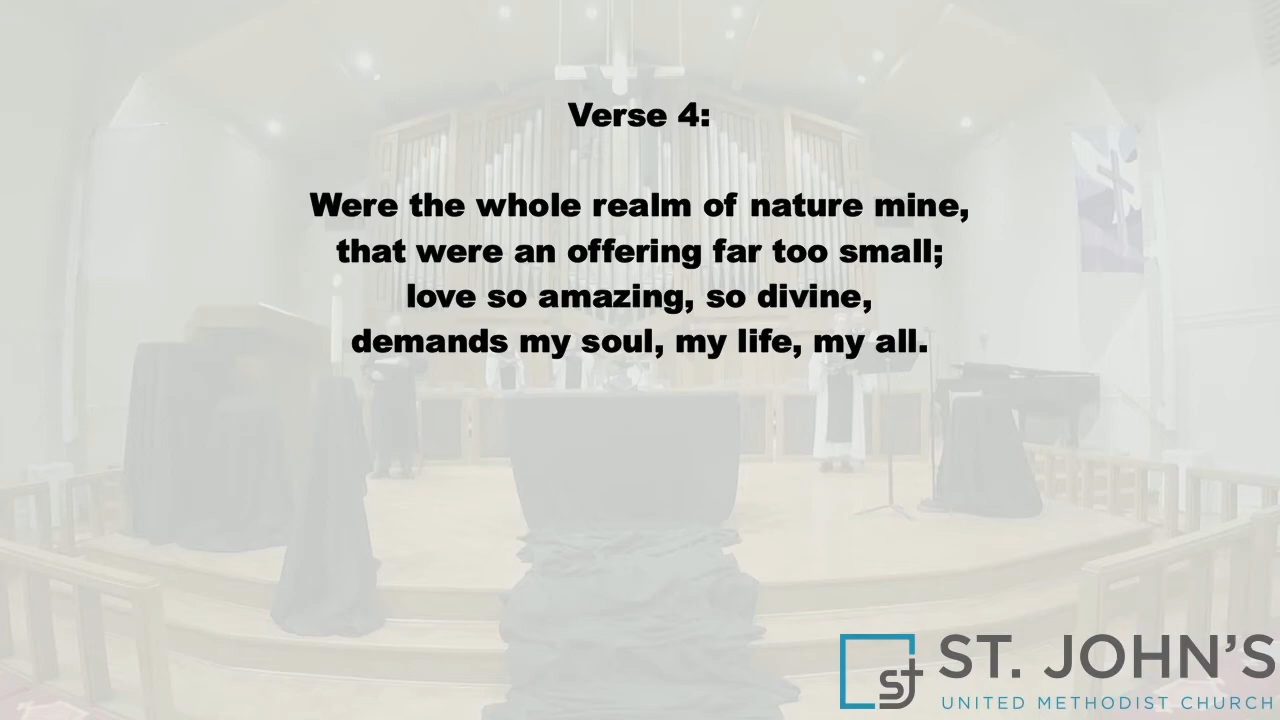 Verse 4:
Were the whole realm of nature mine,
that were an offering far too small;
love so amazing, so divine,
demands my soul, my life, my all.
st
ST. JOHN'S
UNITED METHODIST CHURCH